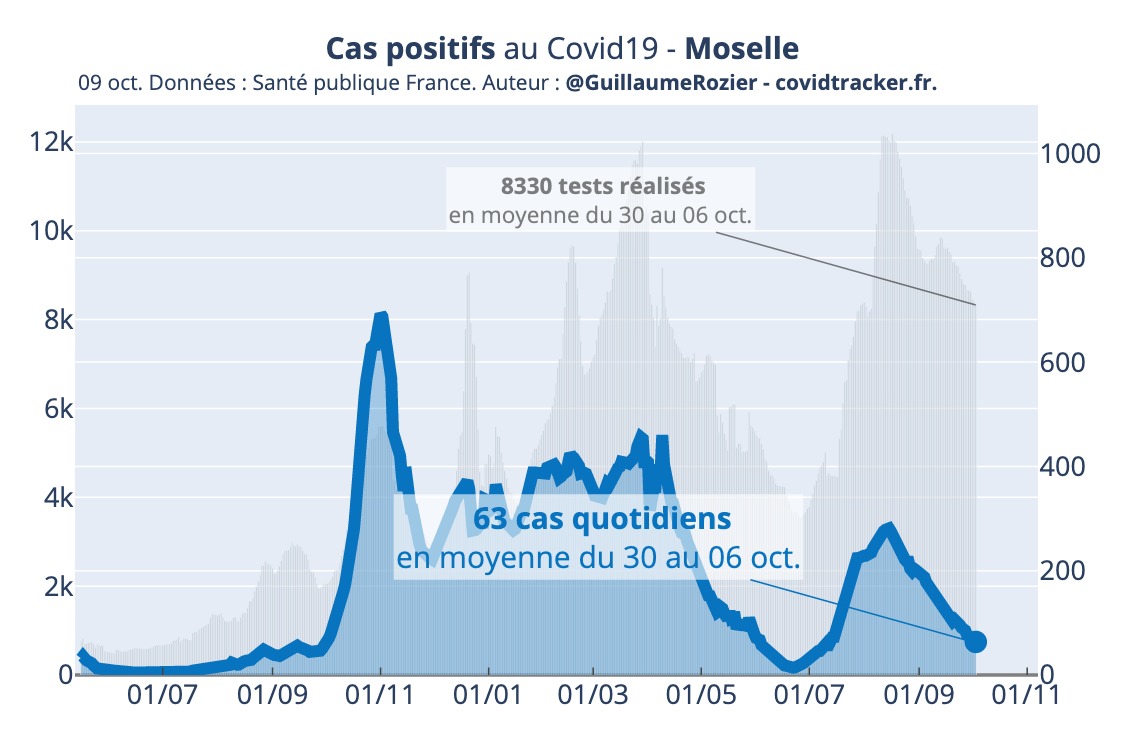 Cas positifs au Covid19 - Moselle
09 oct. Données : Santé publique France. Auteur : @GuillaumeRozier - covidtracker.fr.
12k
10k
8k
6k
4k
2k
0
1000
800
600
400
200
0
8330 tests réalisés
en moyenne du 30 au 06 oct.
63 cas quotidiens
en moyenne du 30 au 06 oct.
01/07 01/09 01/11 01/01 01/03 01/05 01/07 01/09 01/11